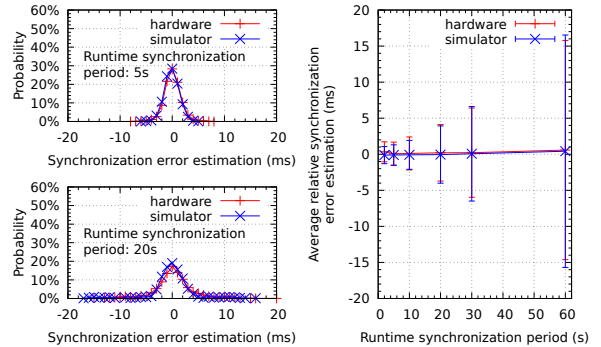 Probability
60%
50%
40%
30%
20%
10%
0%
hardware
simulator
Runtime synchronization
period: 5s
-20 -10 0 10 20
Synchronization error estimation (ms)
Probability
60%
50%
40%
30%
20%
10%
0%
hardware
simulator
Runtime synchronization
period: 20s
-20 -10 0 10 20
Synchronization error estimation (ms)
Average relative synchronization
error estimation (ms)
20
15
10
5
0
-5
-10
-15
-20
hardware
simulator
0 10 20 30 40 50 60
Runtime synchronization period (s)